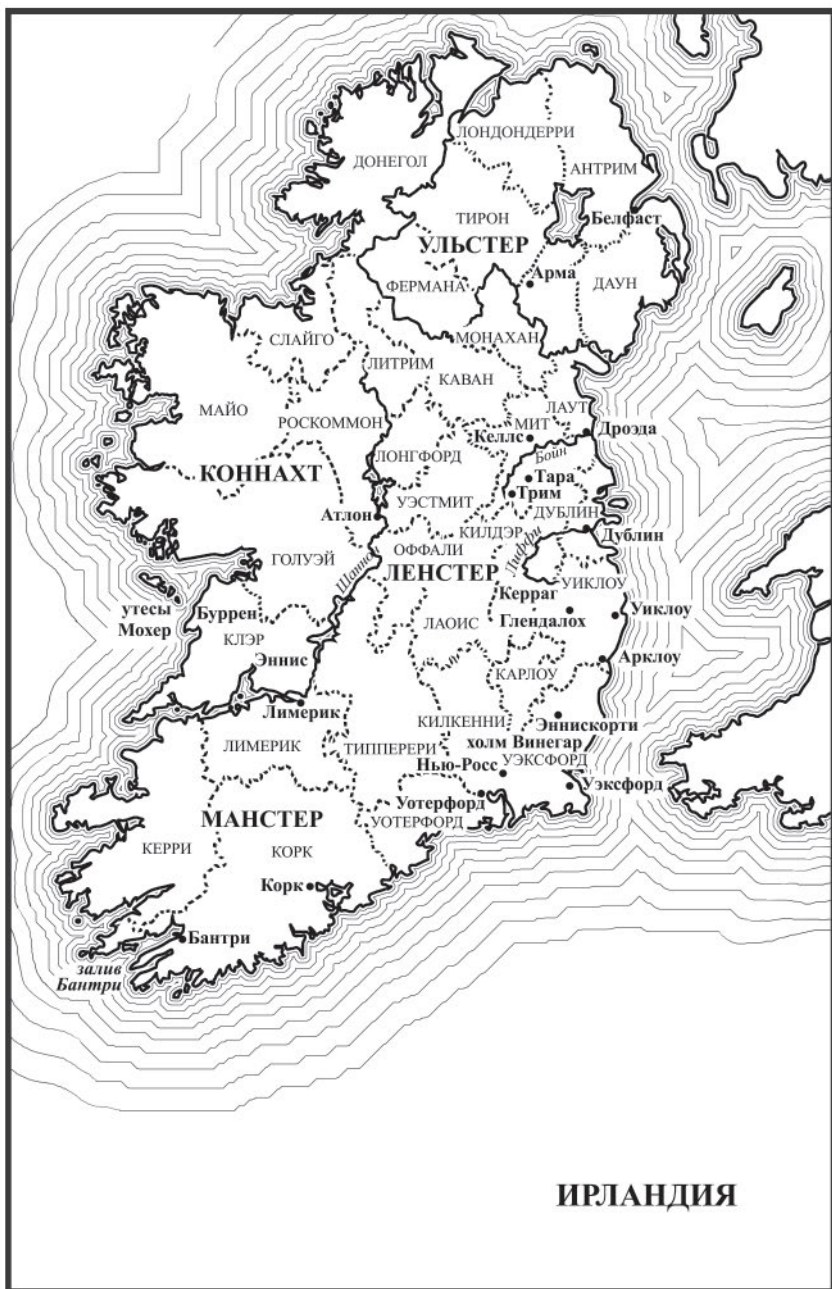 ЛОНДОНДЕРРИ
ДОНЕГОЛ
АНТРИМ
ТИРОН
Белфаст
УЛЬСТЕР
Арма
ФЕРМАНА
ДАУН
МОНАХАН
СЛАЙГО
ЛИТРИМ
КАВАН
МАЙО
РОСКОММОН
ЛАУТ
МИТ
Дроэда
Келлс
Бойн
ЛОНГФОРД
КОННАХТ
Тара
Трим
УЭСТМИТ
ДУБЛИН
Атлон
КИЛДЭР
Дублин
ОФФАЛИ
Лиффи
ГОЛУЭЙ
Шаннон
ЛЕНСТЕР
УИКЛОУ
Керраг
утесы
Мохер
Буррен
Глендалох
Уиклоу
КЛЭР
ЛАОИС
Эннис
Арклоу
КАРЛОУ
Лимерик
КИЛКЕННИ
Эннискорти
ЛИМЕРИК
ТИППЕРЕРИ
холм Винегар
УЭКСФОРД
Нью-Росс
Уэксфорд
Уотерфорд
МАНСТЕР
УОТЕРФОРД
КЕРРИ
КОРК
Корк
Бантри
залив
Бантри
ИРЛАНДИЯ